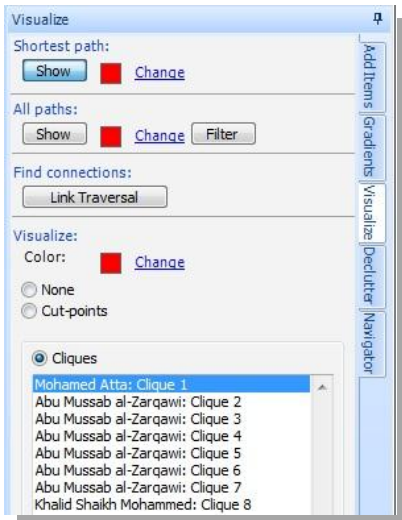 Visualize
Shortest path:
Show Change
All paths:
Show Change Filter
Find connections:
Link Traversal
Visualize:
Color: Change
None
Cut-points
Cliques
Mohamed Atta: Clique 1
Abu Mussab al-Zarqawi: Clique 2
Abu Mussab al-Zarqawi: Clique 3
Abu Mussab al-Zarqawi: Clique 4
Abu Mussab al-Zarqawi: Clique 5
Abu Mussab al-Zarqawi: Clique 6
Abu Mussab al-Zarqawi: Clique 7
Khalid Shaikh Mohammed: Clique 8
Add Items
Gradients
Visualize
Declutter
Navigator